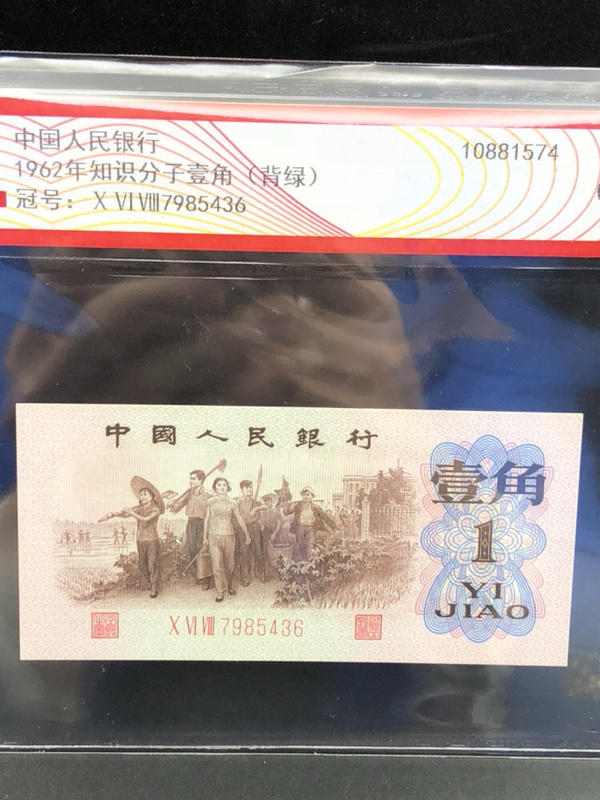 中国人民银行
1962年知识分子壹角（背绿）
冠号：Ⅹ Ⅵ Ⅷ 7985436
10881574
中國人民銀行
壹角
1
YI
JIAO
Ⅹ Ⅵ Ⅷ 7985436